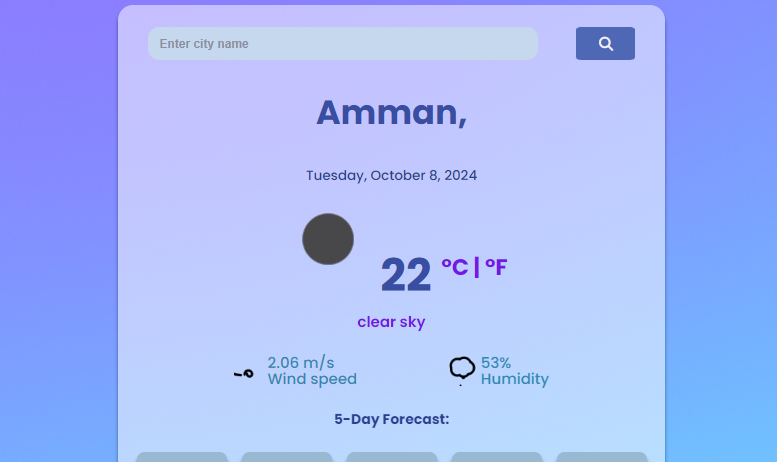 Enter city name
Amman,
Tuesday, October 8, 2024
22 °C | °F
clear sky
2.06 m/s
Wind speed
53%
Humidity
5-Day Forecast: